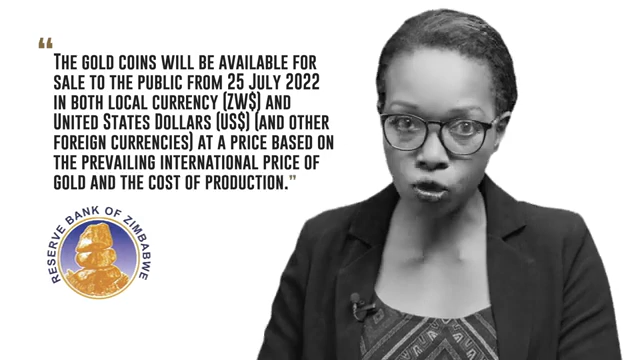 “
THE GOLD COINS WILL BE AVAILABLE FOR
SALE TO THE PUBLIC FROM 25 JULY 2022
IN BOTH LOCAL CURRENCY (ZW$) AND
UNITED STATES DOLLARS (US$) (AND OTHER
FOREIGN CURRENCIES) AT A PRICE BASED ON
THE PREVAILING INTERNATIONAL PRICE OF
GOLD AND THE COST OF PRODUCTION.”
RESERVE BANK OF ZIMBABWE